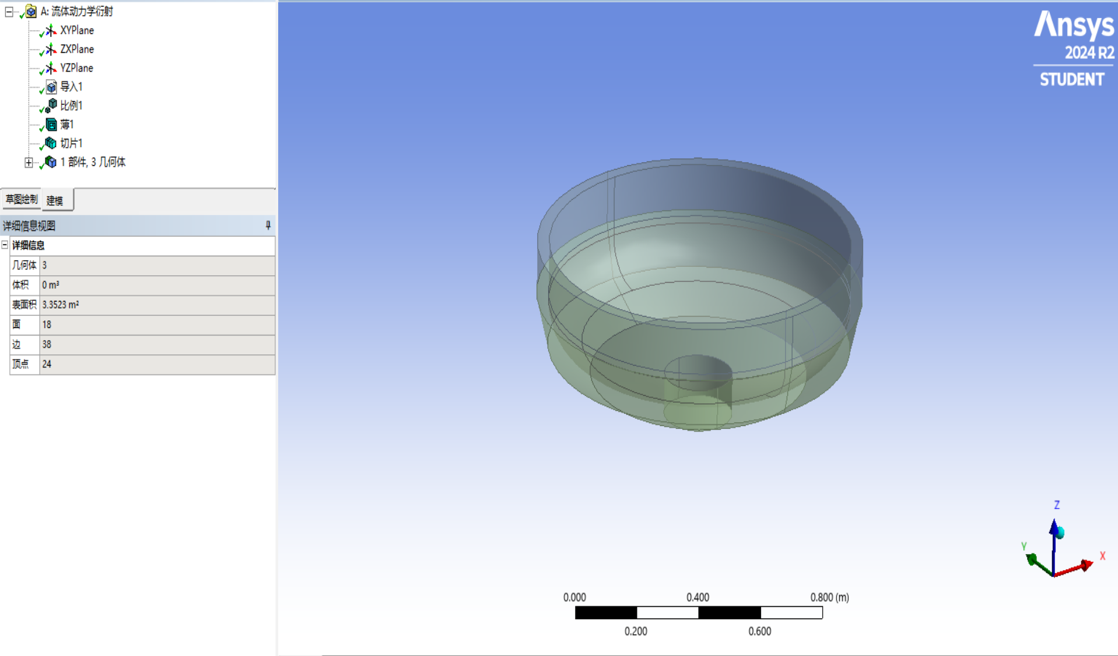 A: 流体动力学衍射
XYPlane
ZXPlane
YZPlane
导入1
比例1
薄1
切片1
1 部件, 3 几何体
草图绘制 建模
详细信息视图
详细信息
几何体 3
体积 0 m³
表面积 3.3523 m²
面 18
边 38
顶点 24
Ansys
2024 R2
STUDENT
Z
Y
X
0.000 0.400 0.800 (m)
0.200 0.600